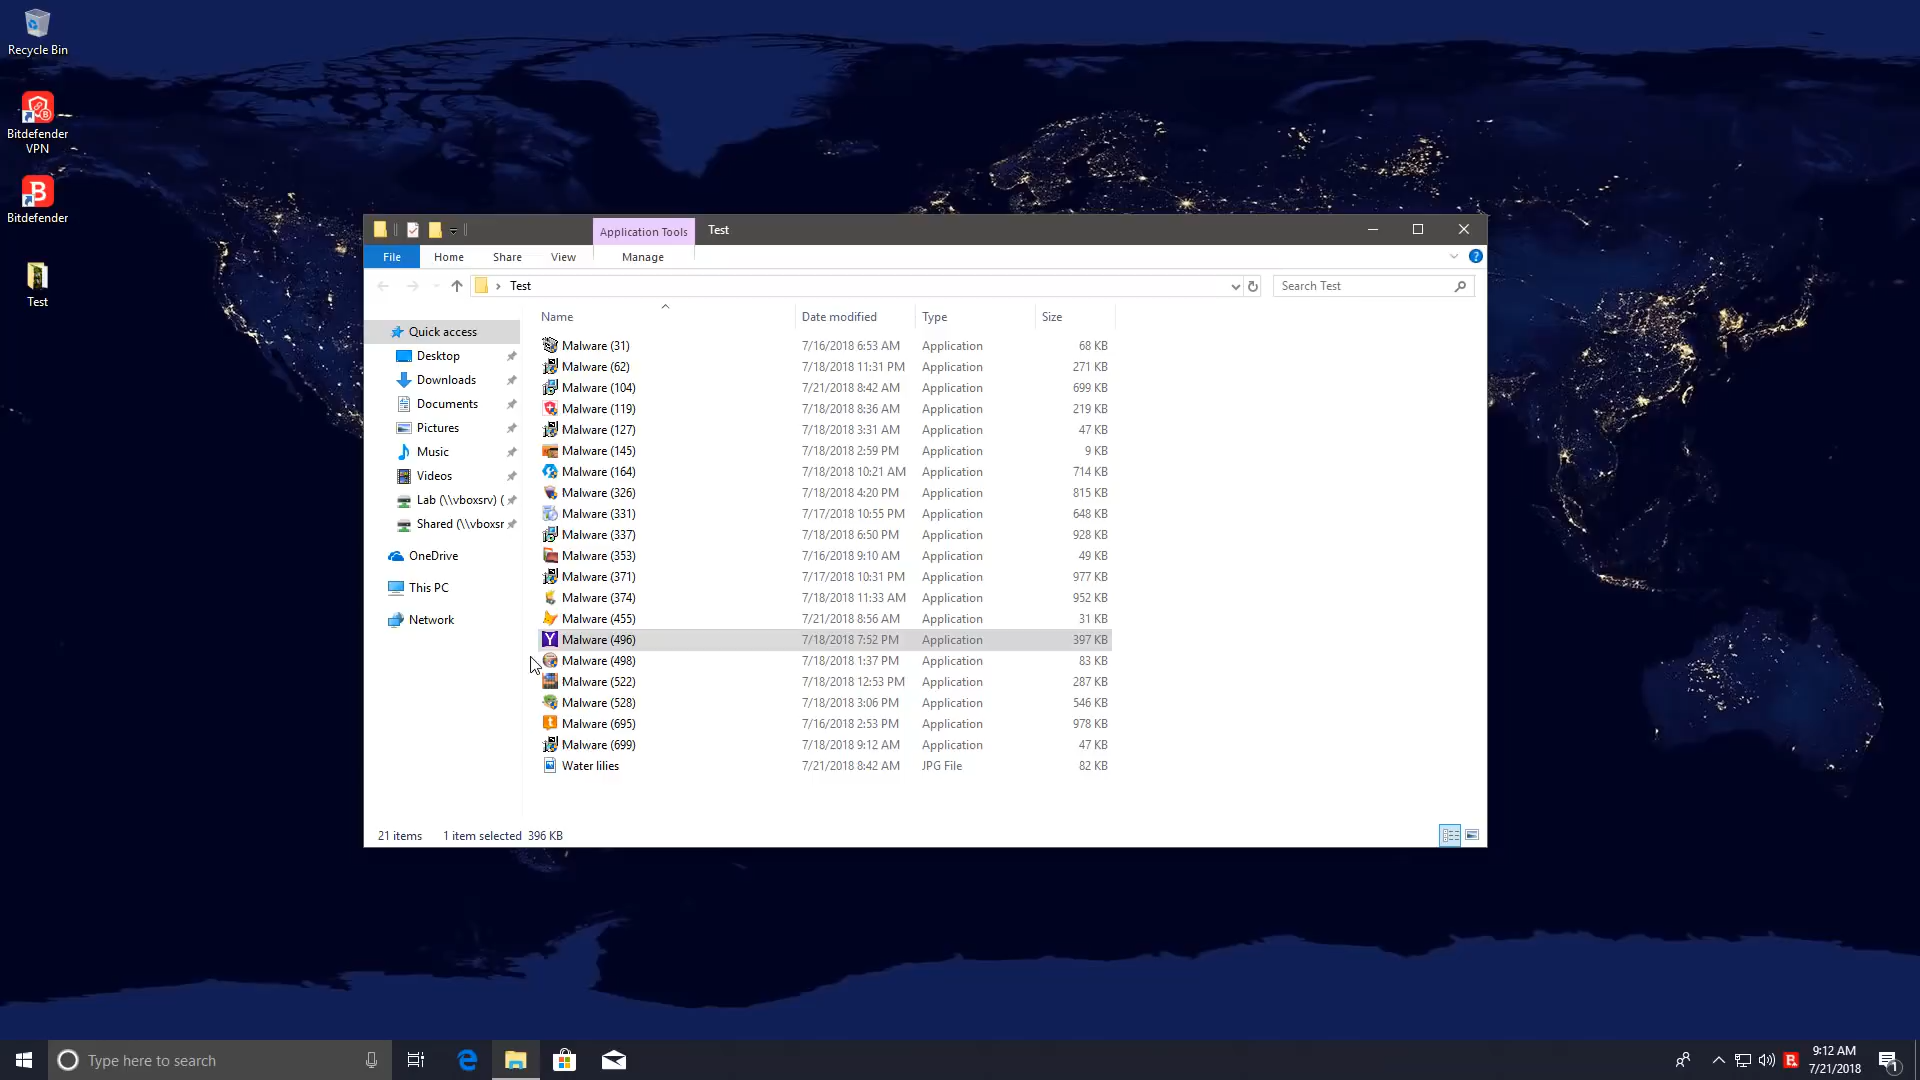 Recycle Bin
Bitdefender
VPN
Bitdefender
Test
Application Tools
Test
File
Home
Share
View
Manage
Test
Search Test
Name
Date modified
Type
Size
Quick access
Desktop
Downloads
Documents
Pictures
Music
Videos
Lab (\\vboxsrv) (
Shared (\\vboxsr
OneDrive
This PC
Network
Malware (31) 7/16/2018 6:53 AM Application 68 KB
Malware (62) 7/18/2018 11:31 PM Application 271 KB
Malware (104) 7/21/2018 8:42 AM Application 699 KB
Malware (119) 7/18/2018 8:36 AM Application 219 KB
Malware (127) 7/18/2018 3:31 AM Application 47 KB
Malware (145) 7/18/2018 2:59 PM Application 9 KB
Malware (164) 7/18/2018 10:21 AM Application 714 KB
Malware (326) 7/18/2018 4:20 PM Application 815 KB
Malware (331) 7/17/2018 10:55 PM Application 648 KB
Malware (337) 7/18/2018 6:50 PM Application 928 KB
Malware (353) 7/16/2018 9:10 AM Application 49 KB
Malware (371) 7/17/2018 10:31 PM Application 977 KB
Malware (374) 7/18/2018 11:33 AM Application 952 KB
Malware (455) 7/21/2018 8:56 AM Application 31 KB
Malware (496) 7/18/2018 7:52 PM Application 397 KB
Malware (498) 7/18/2018 1:37 PM Application 83 KB
Malware (522) 7/18/2018 12:53 PM Application 287 KB
Malware (528) 7/18/2018 3:06 PM Application 546 KB
Malware (695) 7/16/2018 2:53 PM Application 978 KB
Malware (699) 7/18/2018 9:12 AM Application 47 KB
Water lilies 7/21/2018 8:42 AM JPG File 82 KB
21 items
1 item selected 396 KB
Type here to search
9:12 AM
7/21/2018
1